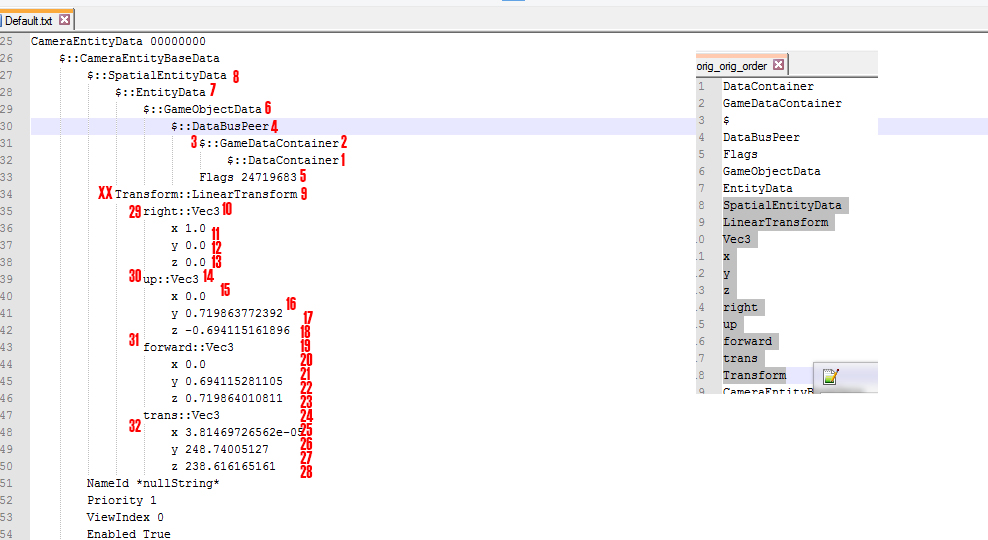 Default.txt
25 CameraEntityData 00000000
26 $::CameraEntityBaseData
27 $::SpatialEntityData 8
28 $::EntityData 7
29 $::GameObjectData 6
30 $::DataBusPeer 4
31 3 $::GameDataContainer 2
32 $::DataContainer 1
33 Flags 24719683 5
34 XX Transform::LinearTransform 9
35 29 right::Vec3 10
36 x 1.0 11
37 y 0.0 12
38 z 0.0 13
39 30 up::Vec3 14
40 x 0.0 15
41 y 0.719863772392 16
42 z -0.694115161896 17
18
43 31 forward::Vec3 19
44 x 0.0 20
45 y 0.694115281105 21
22
46 z 0.719864010811 23
47 32 trans::Vec3 24
48 x 3.81469726562e-05 25
49 y 248.74005127 26
27
50 z 238.616165161 28
51 NameId *nullString*
52 Priority 1
53 ViewIndex 0
54 Enabled True
orig_orig_order
1 DataContainer
2 GameDataContainer
3 $
4 DataBusPeer
5 Flags
6 GameObjectData
7 EntityData
8 SpatialEntityData
.9 LinearTransform
.0 Vec3
.1 x
.2 y
.3 z
.4 right
.5 up
.6 forward
.7 trans
.8 Transform